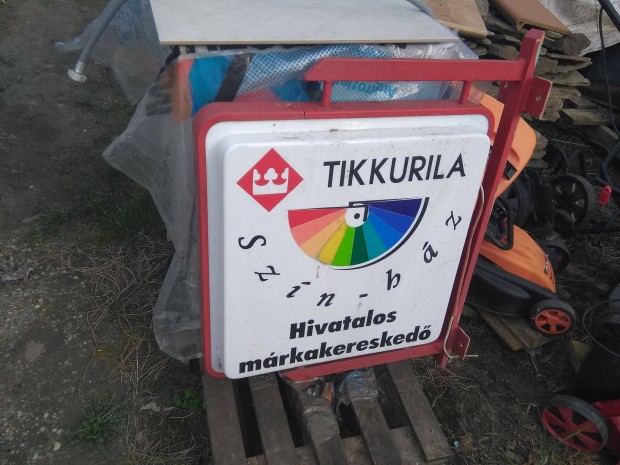 TIKKURILA
Szín-ház
Hivatalos
márkakereskedő